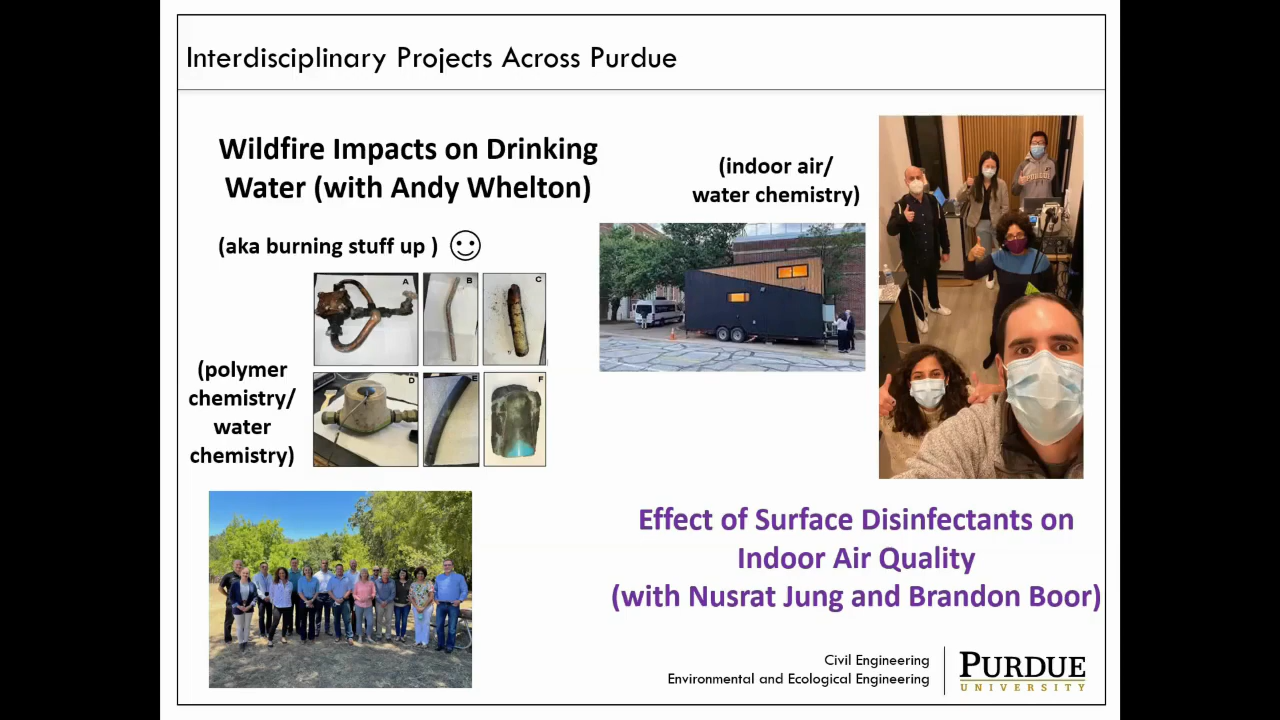 Interdisciplinary Projects Across Purdue
Wildfire Impacts on Drinking
Water (with Andy Whelton)
(aka burning stuff up )
A
B
C
(polymer
chemistry/
water
chemistry)
D
E
F
(indoor air/
water chemistry)
Effect of Surface Disinfectants on
Indoor Air Quality
(with Nusrat Jung and Brandon Boor)
Civil Engineering
Environmental and Ecological Engineering
PURDUE
UNIVERSITY